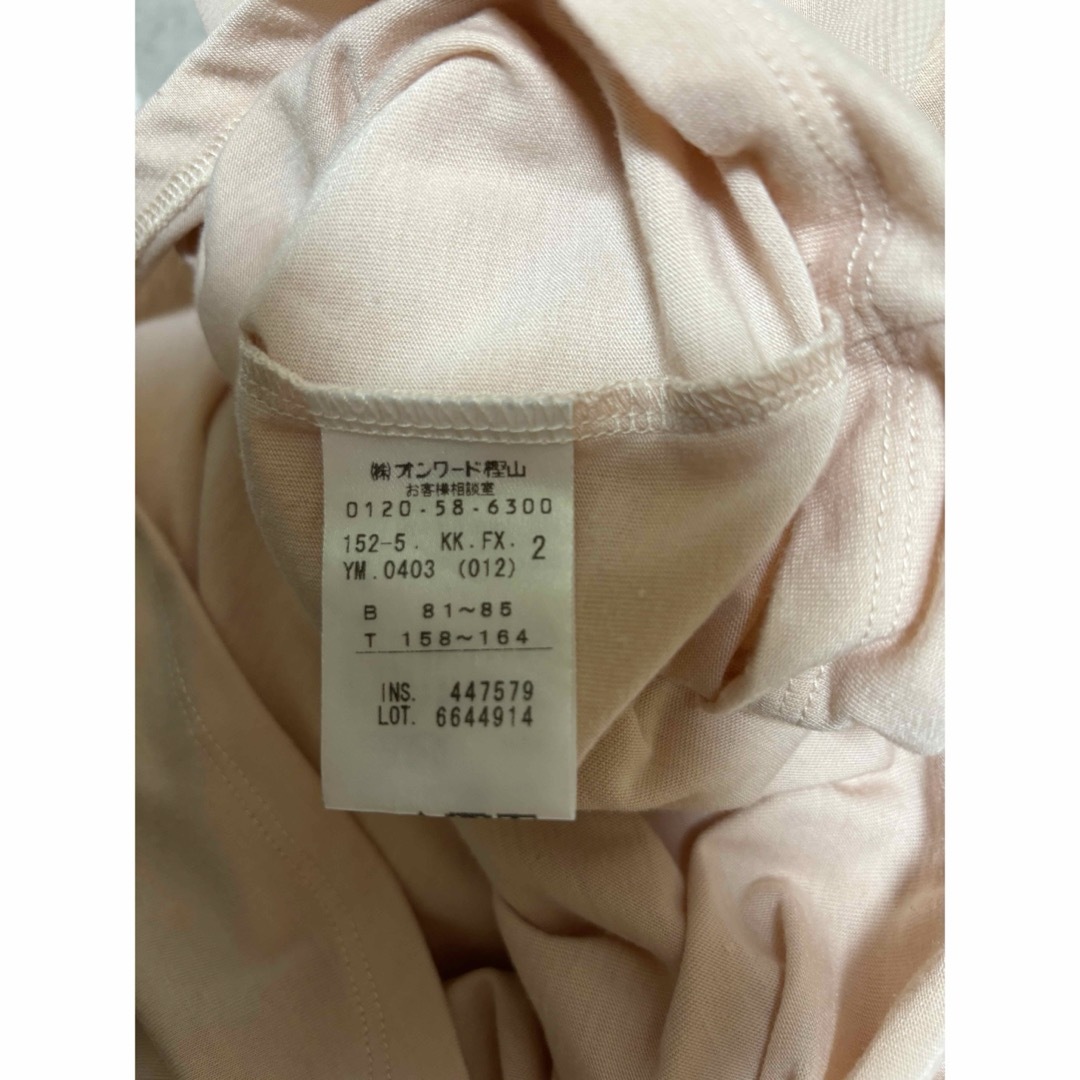 ㈱オンワード樫山
お客様相談室
0120-58-6300
152-5. KK.FX. 2
YM.0403 (012)
B 81～85
T 158～164
INS. 447579
LOT. 6644914